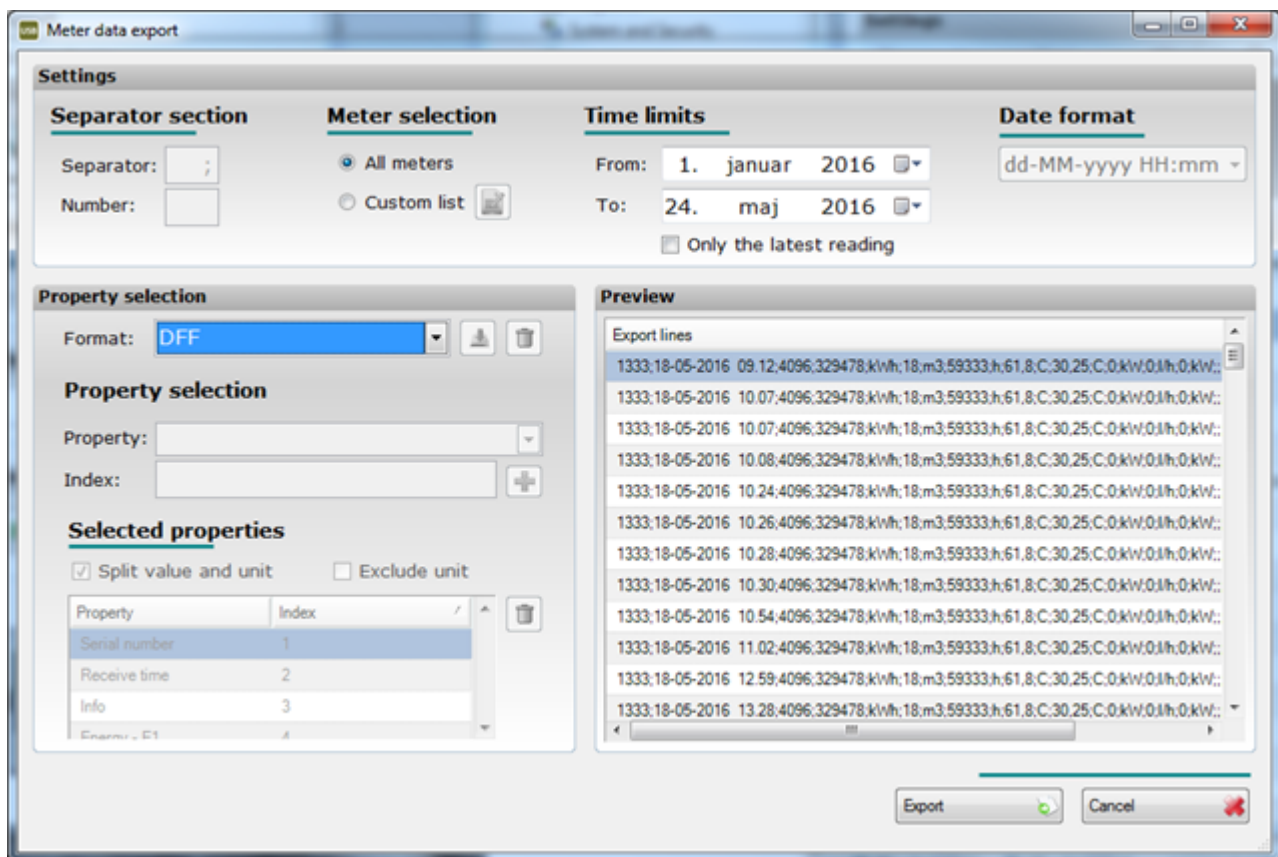 Meter data export
Settings
Separator section
Separator: ;
Number:
Meter selection
All meters
Custom list
Time limits
From: 1. januar 2016
To: 24. maj 2016
Only the latest reading
Date format
dd-MM-yyyy HH:mm
Property selection
Format: DFF
Property selection
Property:
Index:
Selected properties
Split value and unit Exclude unit
Property Index
Serial number 1
Receive time 2
Info 3
Energy - E1 4
Preview
Export lines
1333;18-05-2016 09.12;4096;329478;kWh;18;m3;59333;h;61,8;C;30,25;C;0;kW;0;l/h;0;kW;;
1333;18-05-2016 10.07;4096;329478;kWh;18;m3;59333;h;61,8;C;30,25;C;0;kW;0;l/h;0;kW;;
1333;18-05-2016 10.07;4096;329478;kWh;18;m3;59333;h;61,8;C;30,25;C;0;kW;0;l/h;0;kW;;
1333;18-05-2016 10.08;4096;329478;kWh;18;m3;59333;h;61,8;C;30,25;C;0;kW;0;l/h;0;kW;;
1333;18-05-2016 10.24;4096;329478;kWh;18;m3;59333;h;61,8;C;30,25;C;0;kW;0;l/h;0;kW;;
1333;18-05-2016 10.26;4096;329478;kWh;18;m3;59333;h;61,8;C;30,25;C;0;kW;0;l/h;0;kW;;
1333;18-05-2016 10.28;4096;329478;kWh;18;m3;59333;h;61,8;C;30,25;C;0;kW;0;l/h;0;kW;;
1333;18-05-2016 10.30;4096;329478;kWh;18;m3;59333;h;61,8;C;30,25;C;0;kW;0;l/h;0;kW;;
1333;18-05-2016 10.54;4096;329478;kWh;18;m3;59333;h;61,8;C;30,25;C;0;kW;0;l/h;0;kW;;
1333;18-05-2016 11.02;4096;329478;kWh;18;m3;59333;h;61,8;C;30,25;C;0;kW;0;l/h;0;kW;;
1333;18-05-2016 12.59;4096;329478;kWh;18;m3;59333;h;61,8;C;30,25;C;0;kW;0;l/h;0;kW;;
1333;18-05-2016 13.28;4096;329478;kWh;18;m3;59333;h;61,8;C;30,25;C;0;kW;0;l/h;0;kW;;
Export
Cancel